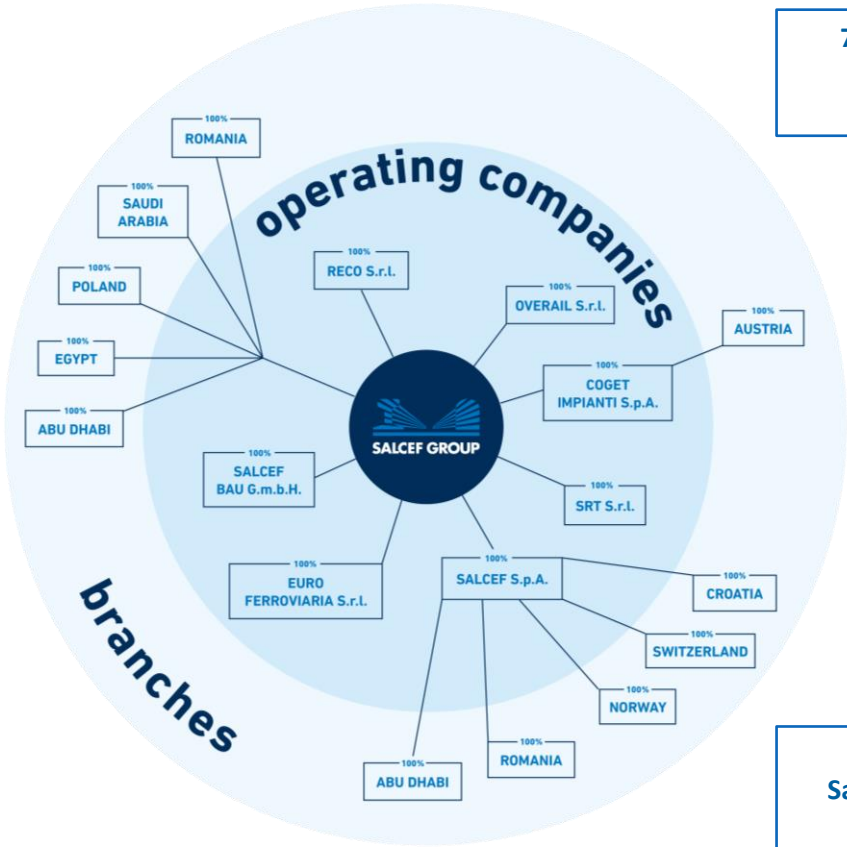 7
100%
ROMANIA
100%
SAUDI
ARABIA
100%
POLAND
100%
EGYPT
100%
ABU DHABI
operating companies
100%
RECO S.r.l.
100%
OVERAIL S.r.l.
100%
AUSTRIA
100%
COGET
IMPIANTI S.p.A.
SALCEF GROUP
100%
SALCEF
BAU G.m.b.H.
100%
SRT S.r.l.
100%
EURO
FERROVIARIA S.r.l.
100%
SALCEF S.p.A.
100%
CROATIA
100%
SWITZERLAND
100%
NORWAY
100%
ROMANIA
100%
ABU DHABI
branches
Sa